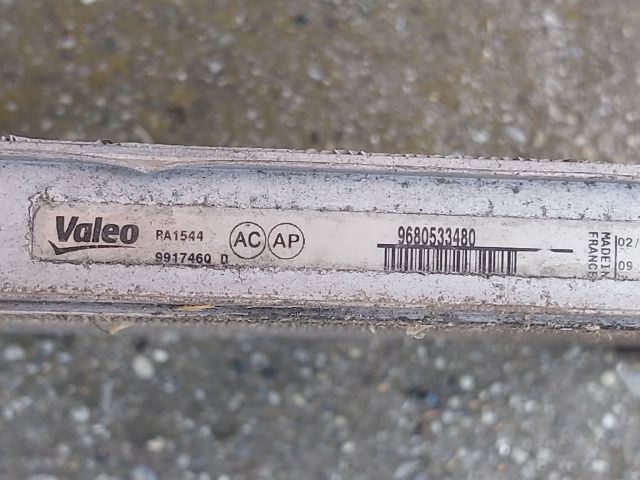 Valeo
RA1544
9917460 D
AC AP
9680533480
MADE IN
FRANCE
02/
09